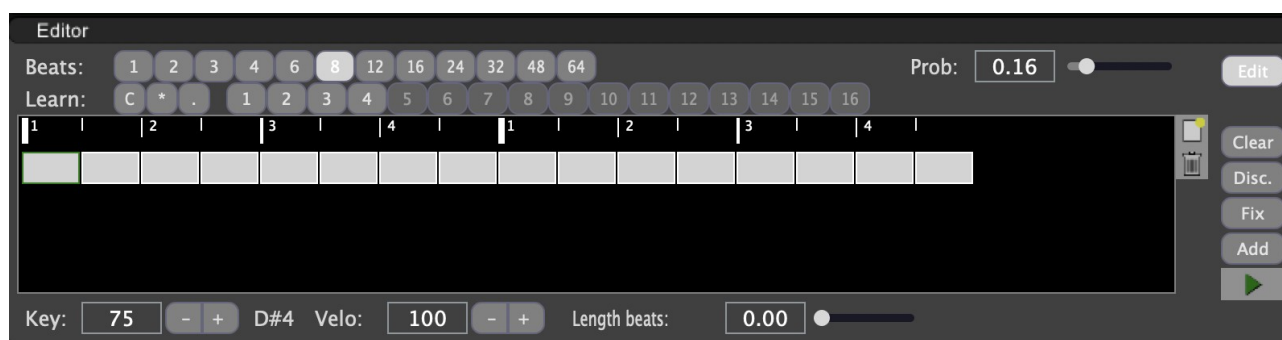 Editor
Beats: 1 2 3 4 6 8 12 16 24 32 48 64 Prob: 0.16 Edit
Learn: C * . 1 2 3 4 5 6 7 8 9 10 11 12 13 14 15 16
1 2 3 4 1 2 3 4
Clear
Disc.
Fix
Add
Key: 75 - + D#4 Velo: 100 - + Length beats: 0.00